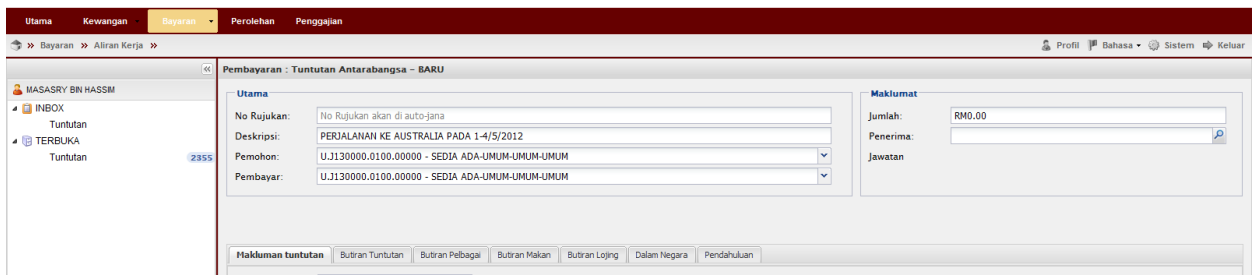 Utama Kewangan Bayaran Perolehan Penggajian
» Bayaran » Aliran Kerja » Profil Bahasa Sistem Keluar
« Pembayaran : Tuntutan Antarabangsa - BARU
MASASRY BIN HASSIM
INBOX
Tuntutan
TERBUKA
Tuntutan 2355
Utama
No Rujukan: No Rujukan akan di auto-jana
Deskripsi: PERJALANAN KE AUSTRALIA PADA 1-4/5/2012
Pemohon: U.J130000.0100.00000 - SEDIA ADA-UMUM-UMUM-UMUM
Pembayar: U.J130000.0100.00000 - SEDIA ADA-UMUM-UMUM-UMUM
Maklumat
Jumlah: RM0.00
Penerima:
Jawatan
Makluman tuntutan Butiran Tuntutan Butiran Pelbagai Butiran Makan Butiran Lojing Dalam Negara Pendahuluan